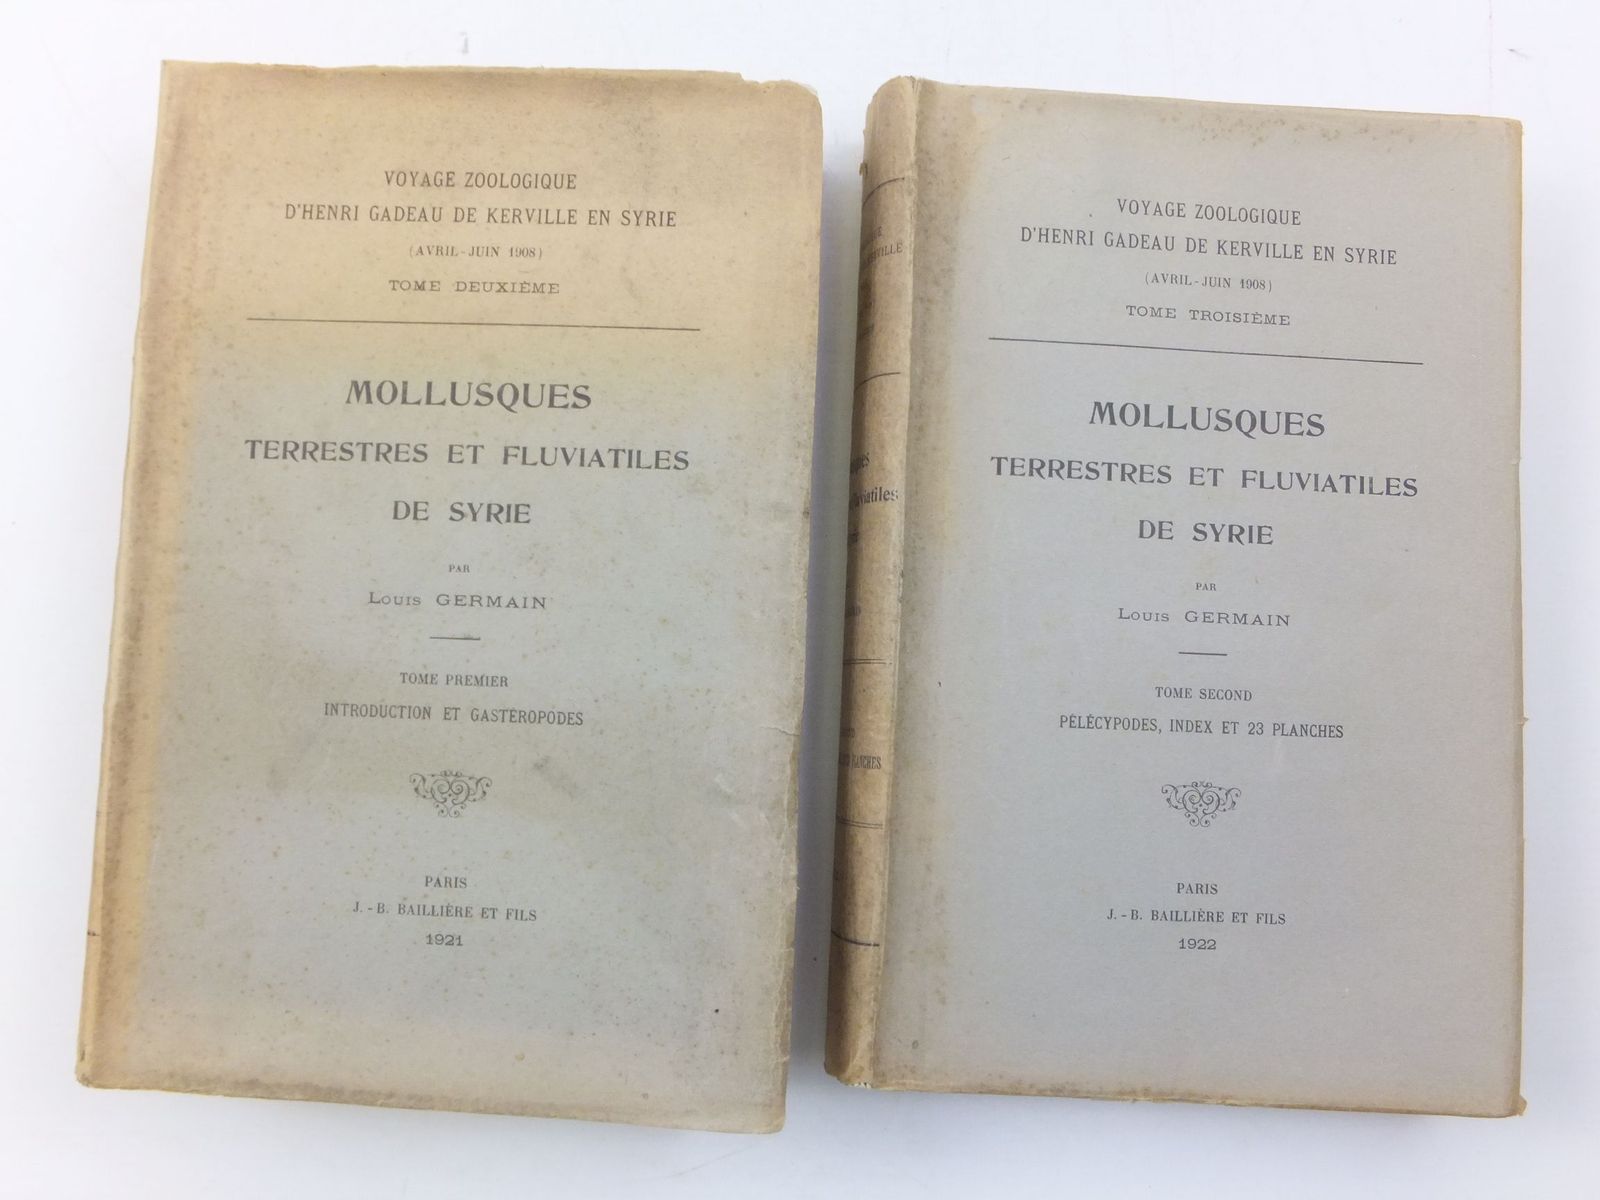 VOYAGE ZOOLOGIQUE
D'HENRI GADEAU DE KERVILLE EN SYRIE
(AVRIL-JUIN 1908)
TOME DEUXIÈME
MOLLUSQUES
TERRESTRES ET FLUVIATILES
DE SYRIE
PAR
Louis GERMAIN
TOME PREMIER
INTRODUCTION ET GASTÉROPODES
PARIS
J.-B. BAILLIÈRE ET FILS
1921
VOYAGE ZOOLOGIQUE
D'HENRI GADEAU DE KERVILLE EN SYRIE
(AVRIL-JUIN 1908)
TOME TROISIÈME
MOLLUSQUES
TERRESTRES ET FLUVIATILES
DE SYRIE
PAR
Louis GERMAIN
TOME SECOND
PÉLÉCYPODES, INDEX ET 23 PLANCHES
PARIS
J.-B. BAILLIÈRE ET FILS
1922